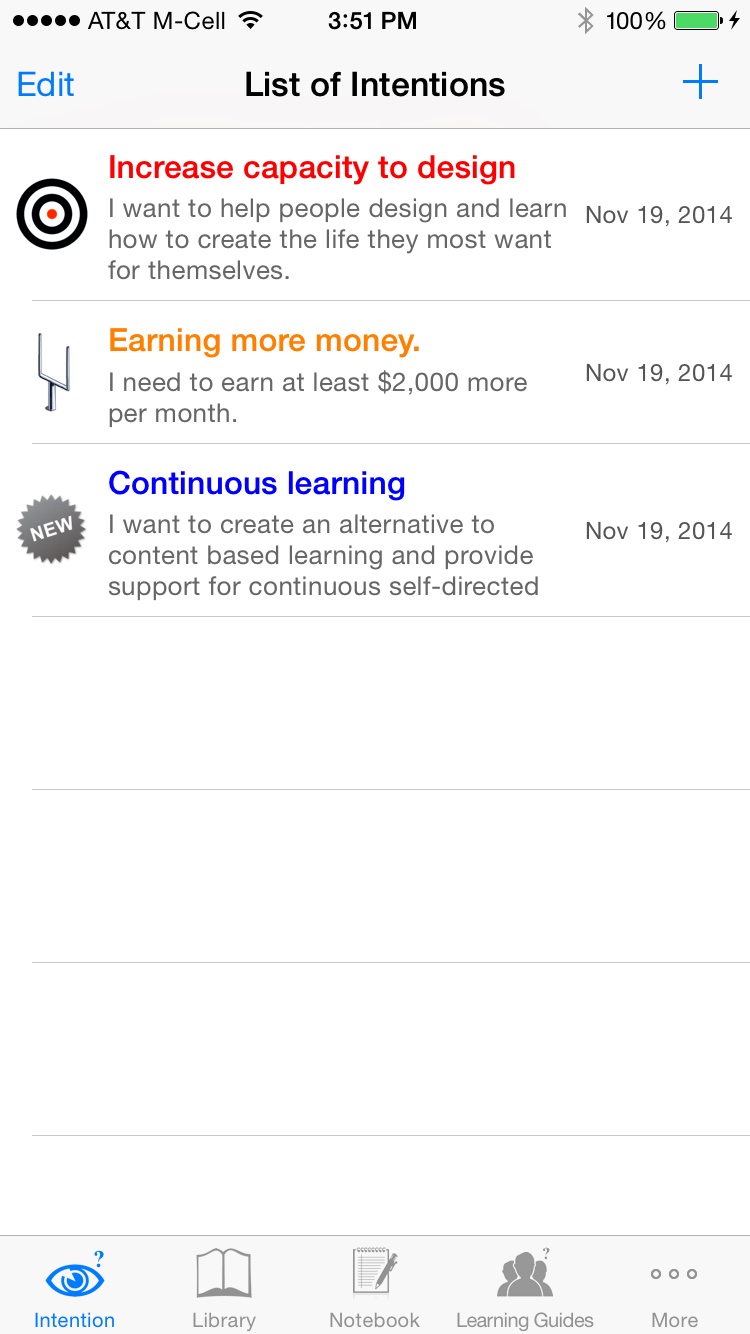 AT&T M-Cell 3:51 PM 100%
Edit List of Intentions
Increase capacity to design
I want to help people design and learn
how to create the life they most want
for themselves.
Nov 19, 2014
Earning more money.
I need to earn at least $2,000 more
per month.
Nov 19, 2014
NEW
Continuous learning
I want to create an alternative to
content based learning and provide
support for continuous self-directed
Nov 19, 2014
? ?
Intention Library Notebook Learning Guides More